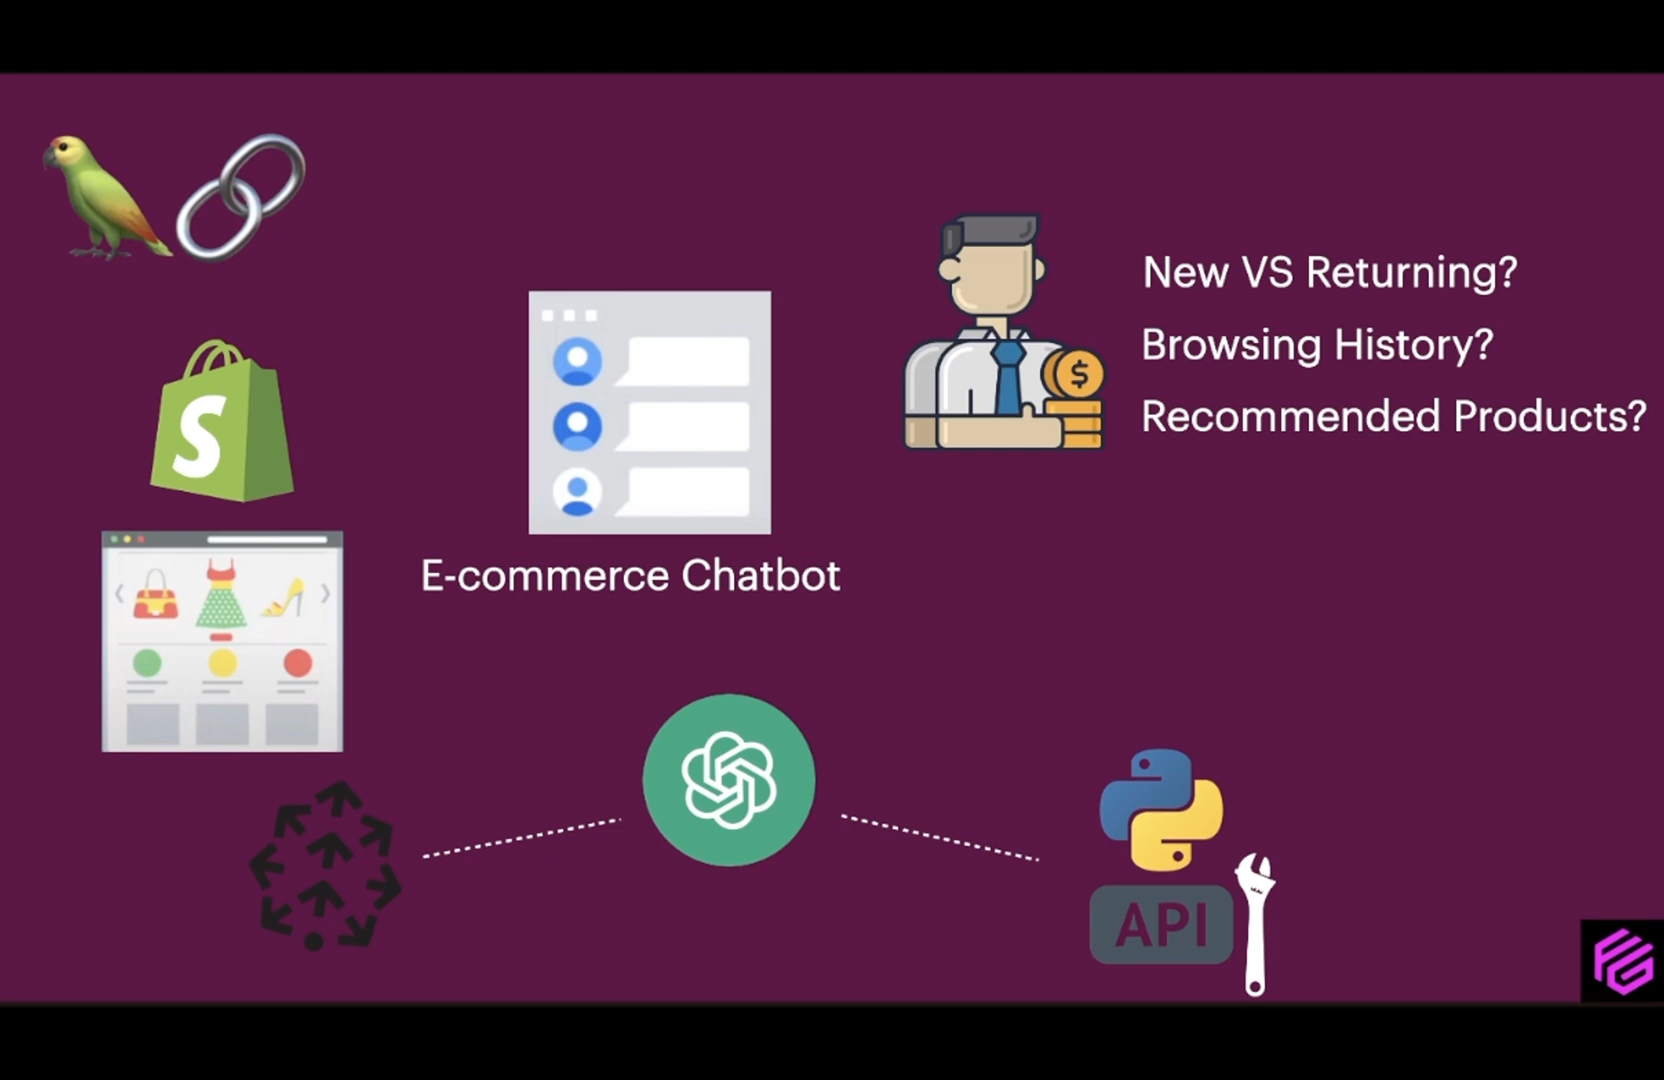 New VS Returning?
Browsing History?
Recommended Products?
E-commerce Chatbot
API